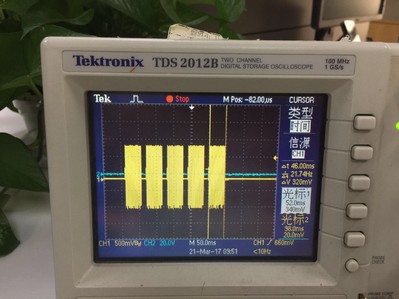 Tektronix TDS 2012B TWO CHANNEL DIGITAL STORAGE OSCILLOSCOPE 100 MHz 1 GS/s
Tek Stop M Pos: -82.00µs CURSOR
类型
时间
信源
CH1
Δt 46.00ms
21.74Hz
ΔV 320mV
光标1
52.0ms
340mV
光标2
98.0ms
20.0mV
CH1 500mV CH2 20.0V M 50.0ms CH1 / 660mV
21-Mar-17 09:51 <10Hz